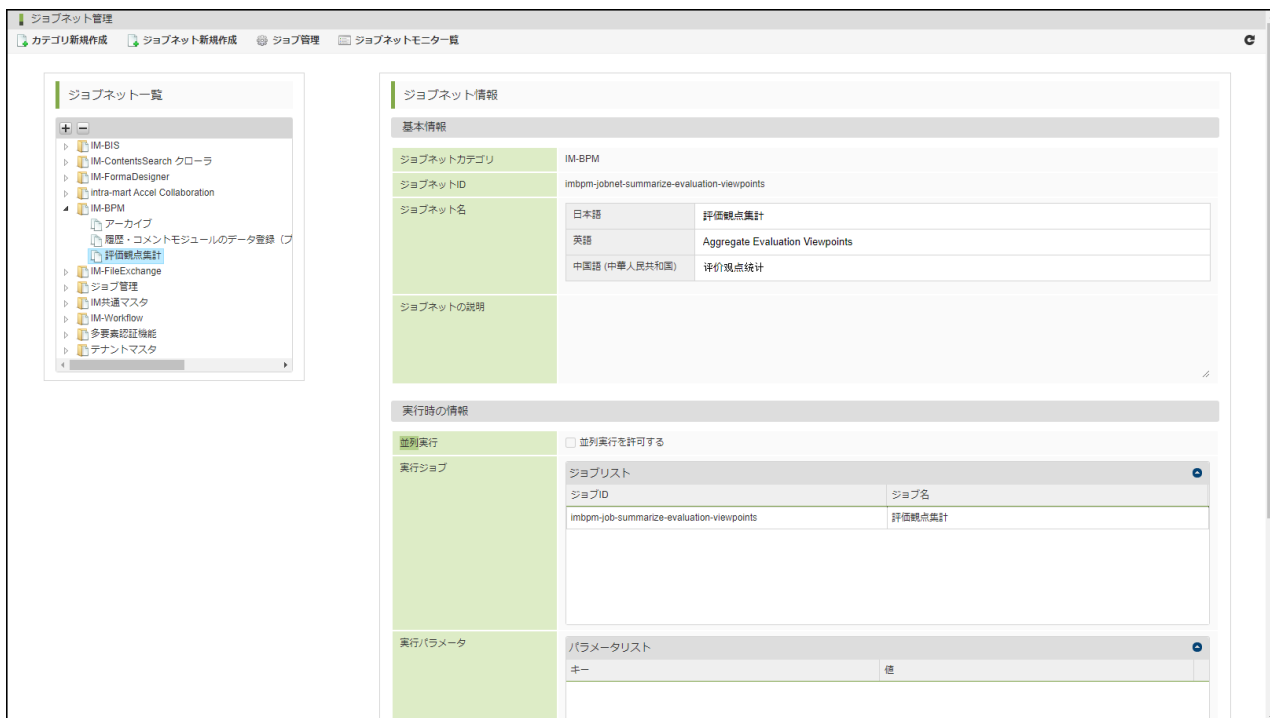 ジョブネット管理
カテゴリ新規作成 ジョブネット新規作成 ジョブ管理 ジョブネットモニタ一覧
ジョブネット一覧
IM-BIS
IM-ContentsSearch クローラ
IM-FormaDesigner
intra-mart Accel Collaboration
IM-BPM
アーカイブ
履歴・コメントモジュールのデータ登録（プ
評価観点集計
IM-FileExchange
ジョブ管理
IM共通マスタ
IM-Workflow
多要素認証機能
テナントマスタ
ジョブネット情報
基本情報
ジョブネットカテゴリ IM-BPM
ジョブネットID imbpm-jobnet-summarize-evaluation-viewpoints
ジョブネット名 日本語 評価観点集計
英語 Aggregate Evaluation Viewpoints
中国語 (中華人民共和国) 评价观点统计
ジョブネットの説明
実行時の情報
並列実行 並列実行を許可する
実行ジョブ ジョブリスト
ジョブID ジョブ名
imbpm-job-summarize-evaluation-viewpoints 評価観点集計
実行パラメータ パラメータリスト
キー 値